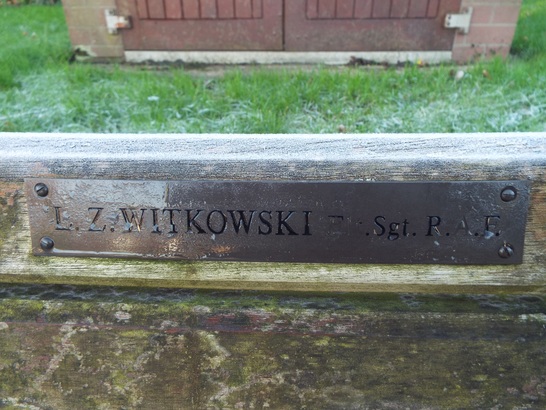 L. Z. WITKOWSKI Sgt. R.A.F.